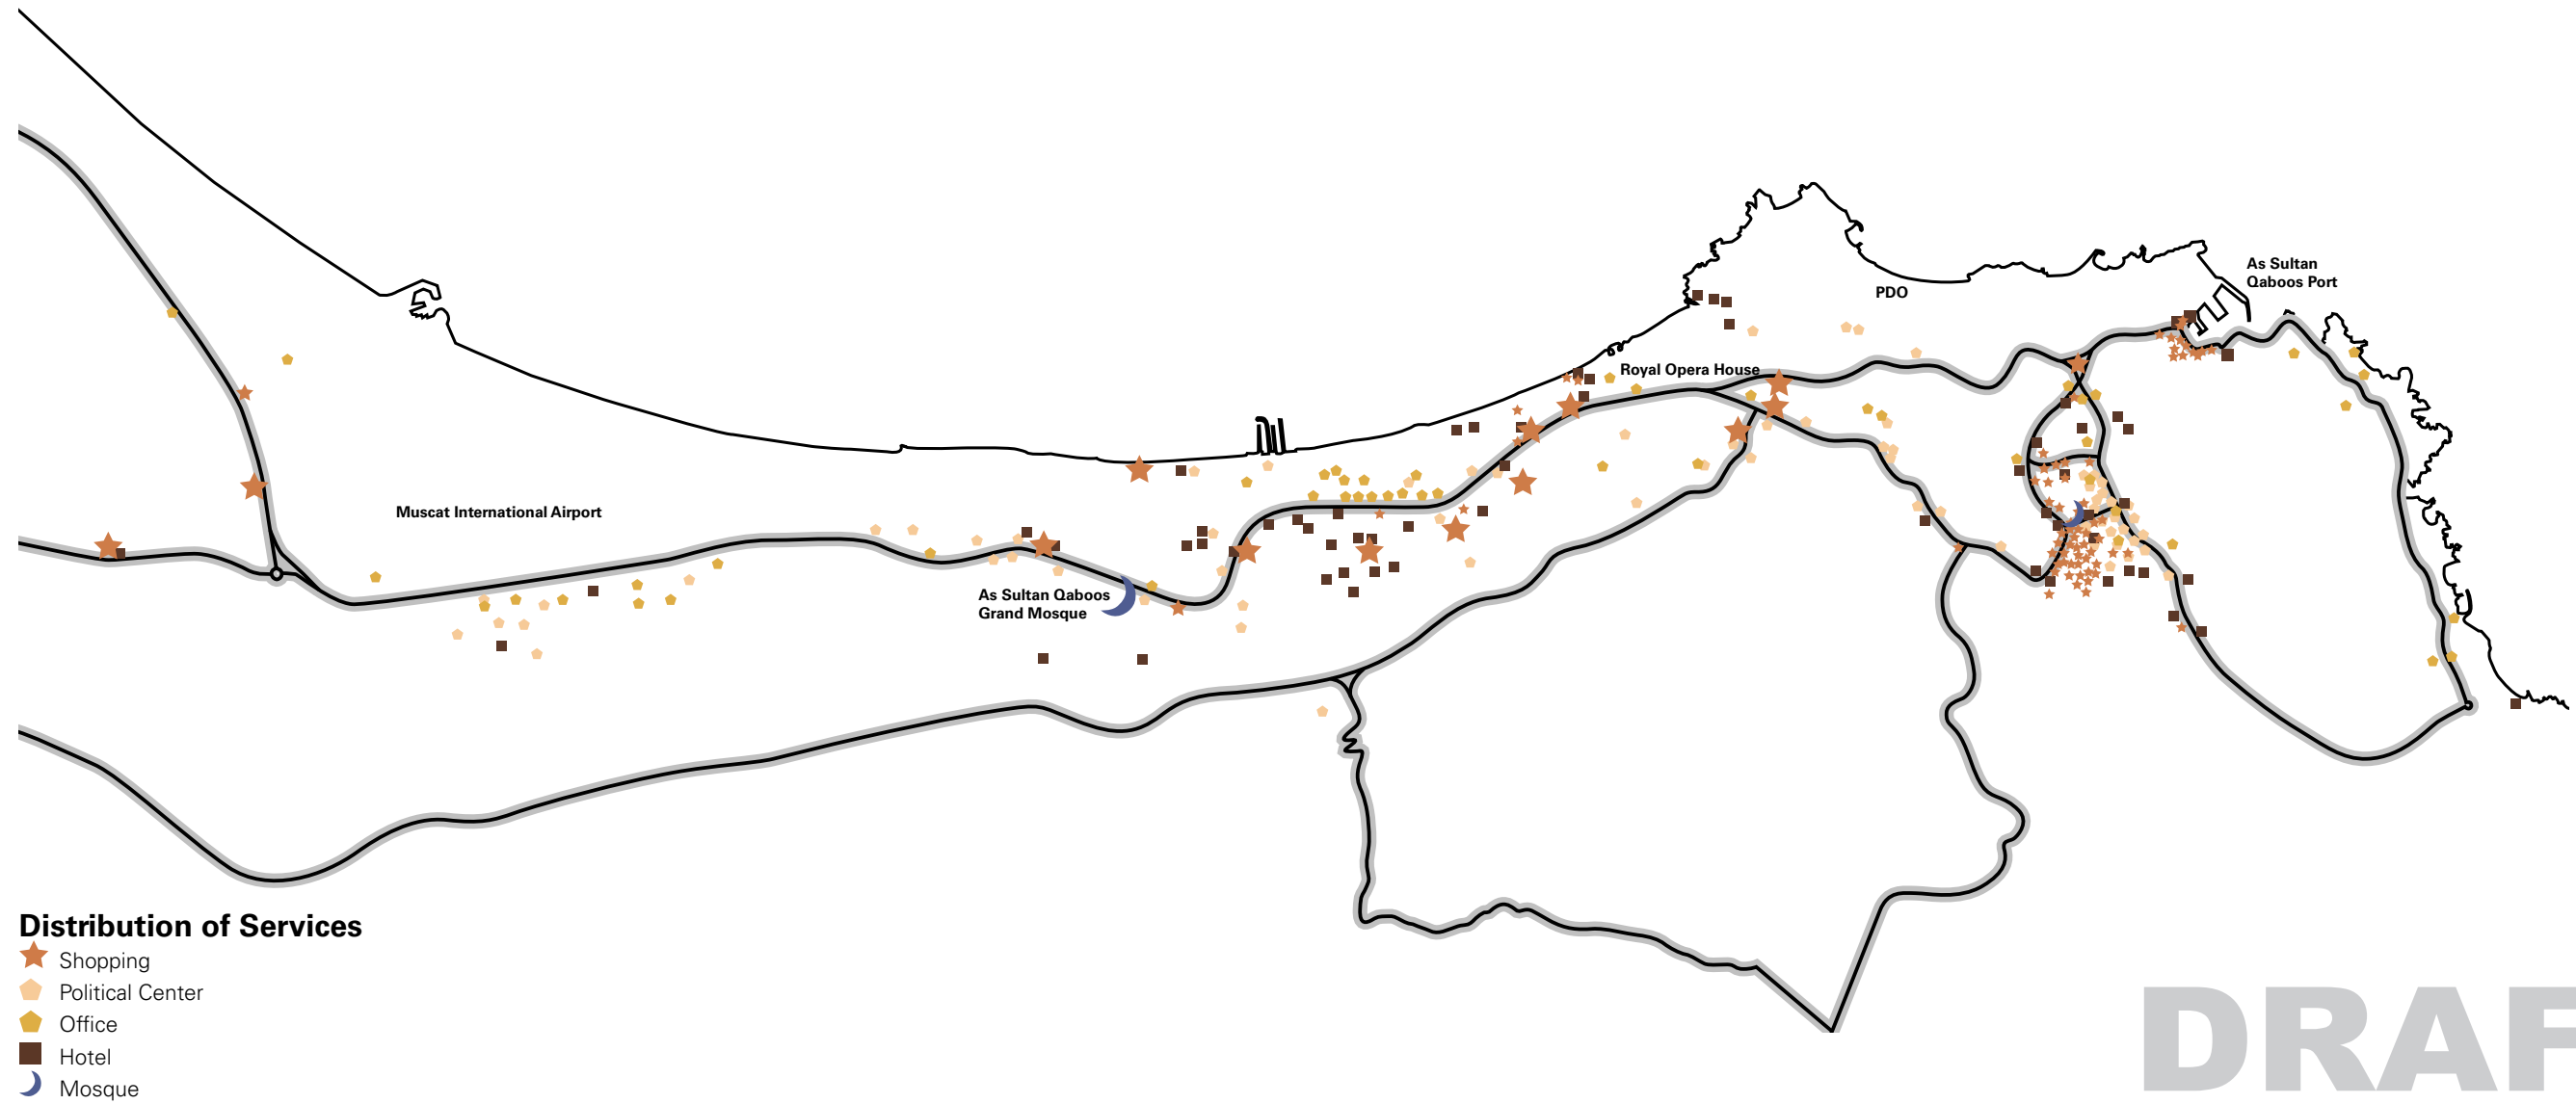 As Sultan
Qaboos Port
PDO
Royal Opera House
Muscat International Airport
As Sultan Qaboos
Grand Mosque
Distribution of Services
Shopping
Political Center
Office
Hotel
Mosque
DRAF